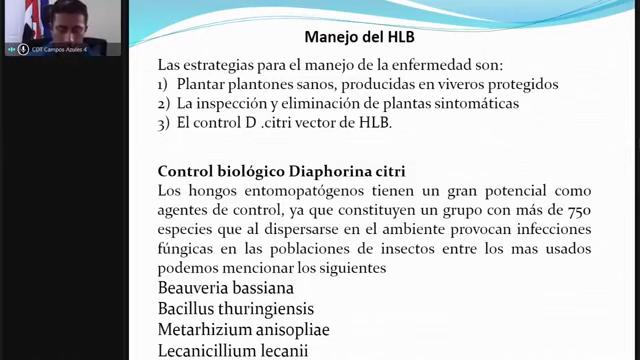 CDT Campos Azules 4
Manejo del HLB
Las estrategias para el manejo de la enfermedad son:
1) Plantar plantones sanos, producidas en viveros protegidos
2) La inspección y eliminación de plantas sintomáticas
3) El control D .citri vector de HLB.
Control biológico Diaphorina citri
Los hongos entomopatógenos tienen un gran potencial como
agentes de control, ya que constituyen un grupo con más de 750
especies que al dispersarse en el ambiente provocan infecciones
fúngicas en las poblaciones de insectos entre los mas usados
podemos mencionar los siguientes
Beauveria bassiana
Bacillus thuringiensis
Metarhizium anisopliae
Lecanicillium lecanii